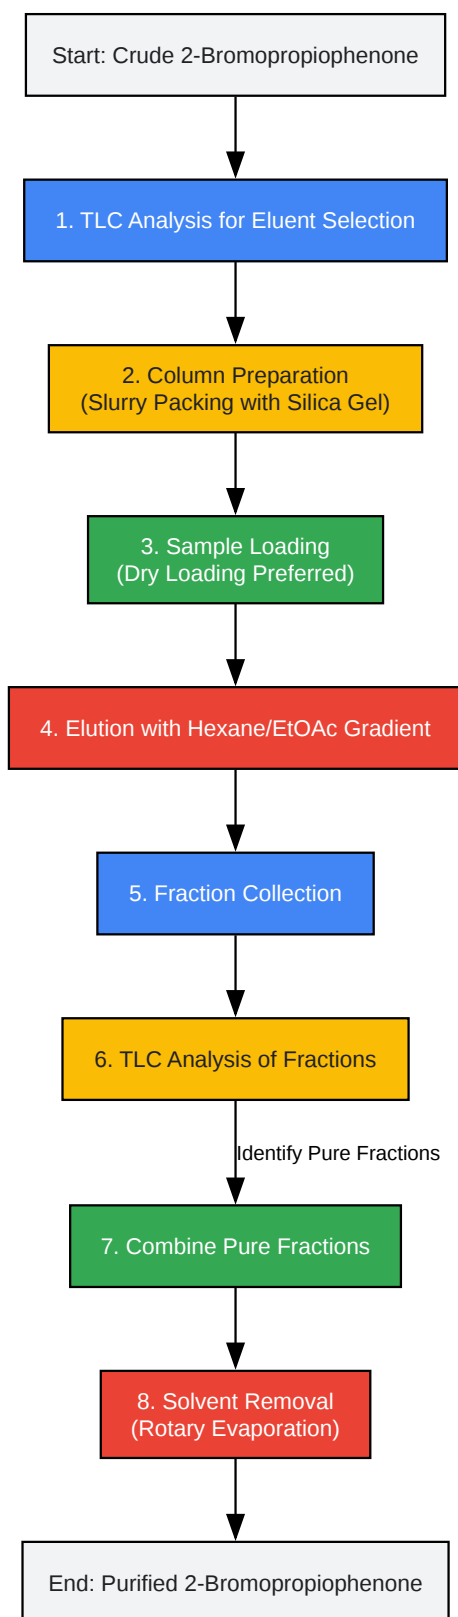 Start: Crude 2-Bromopropiophenone
1. TLC Analysis for Eluent Selection
2. Column Preparation
(Slurry Packing with Silica Gel)
3. Sample Loading
(Dry Loading Preferred)
4. Elution with Hexane/EtOAc Gradient
5. Fraction Collection
6. TLC Analysis of Fractions
Identify Pure Fractions
7. Combine Pure Fractions
8. Solvent Removal
(Rotary Evaporation)
End: Purified 2-Bromopropiophenone